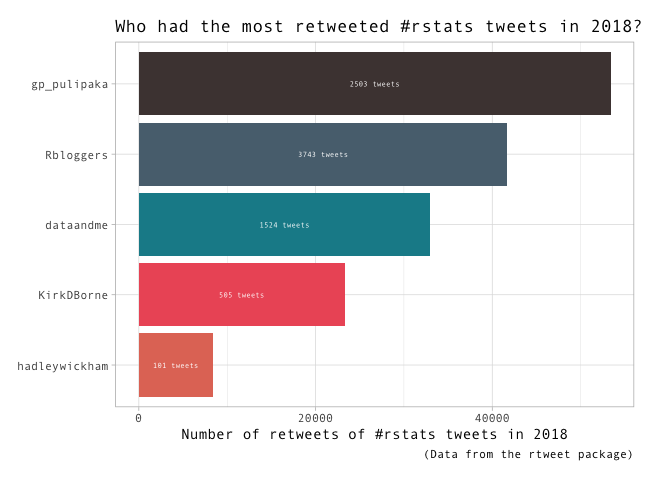 Who had the most retweeted #rstats tweets in 2018?
gp_pulipaka
2503 tweets
Rbloggers
3743 tweets
dataandme
1524 tweets
KirkDBorne
505 tweets
hadleywickham
101 tweets
0 20000 40000
Number of retweets of #rstats tweets in 2018
(Data from the rtweet package)